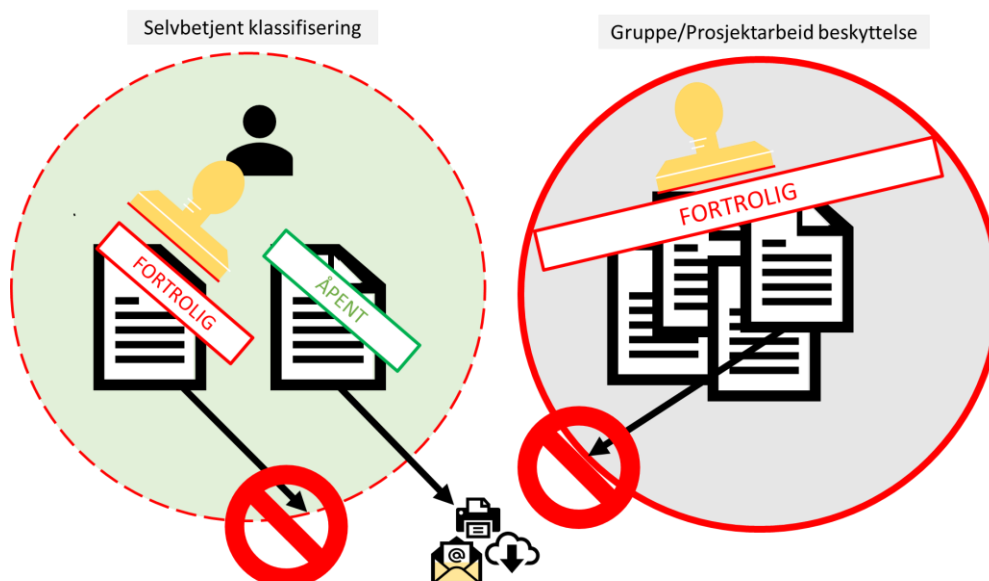 Selvbetjent klassifisering
Gruppe/Prosjektarbeid beskyttelse
FORTROLIG
ÅPENT
FORTROLIG
@